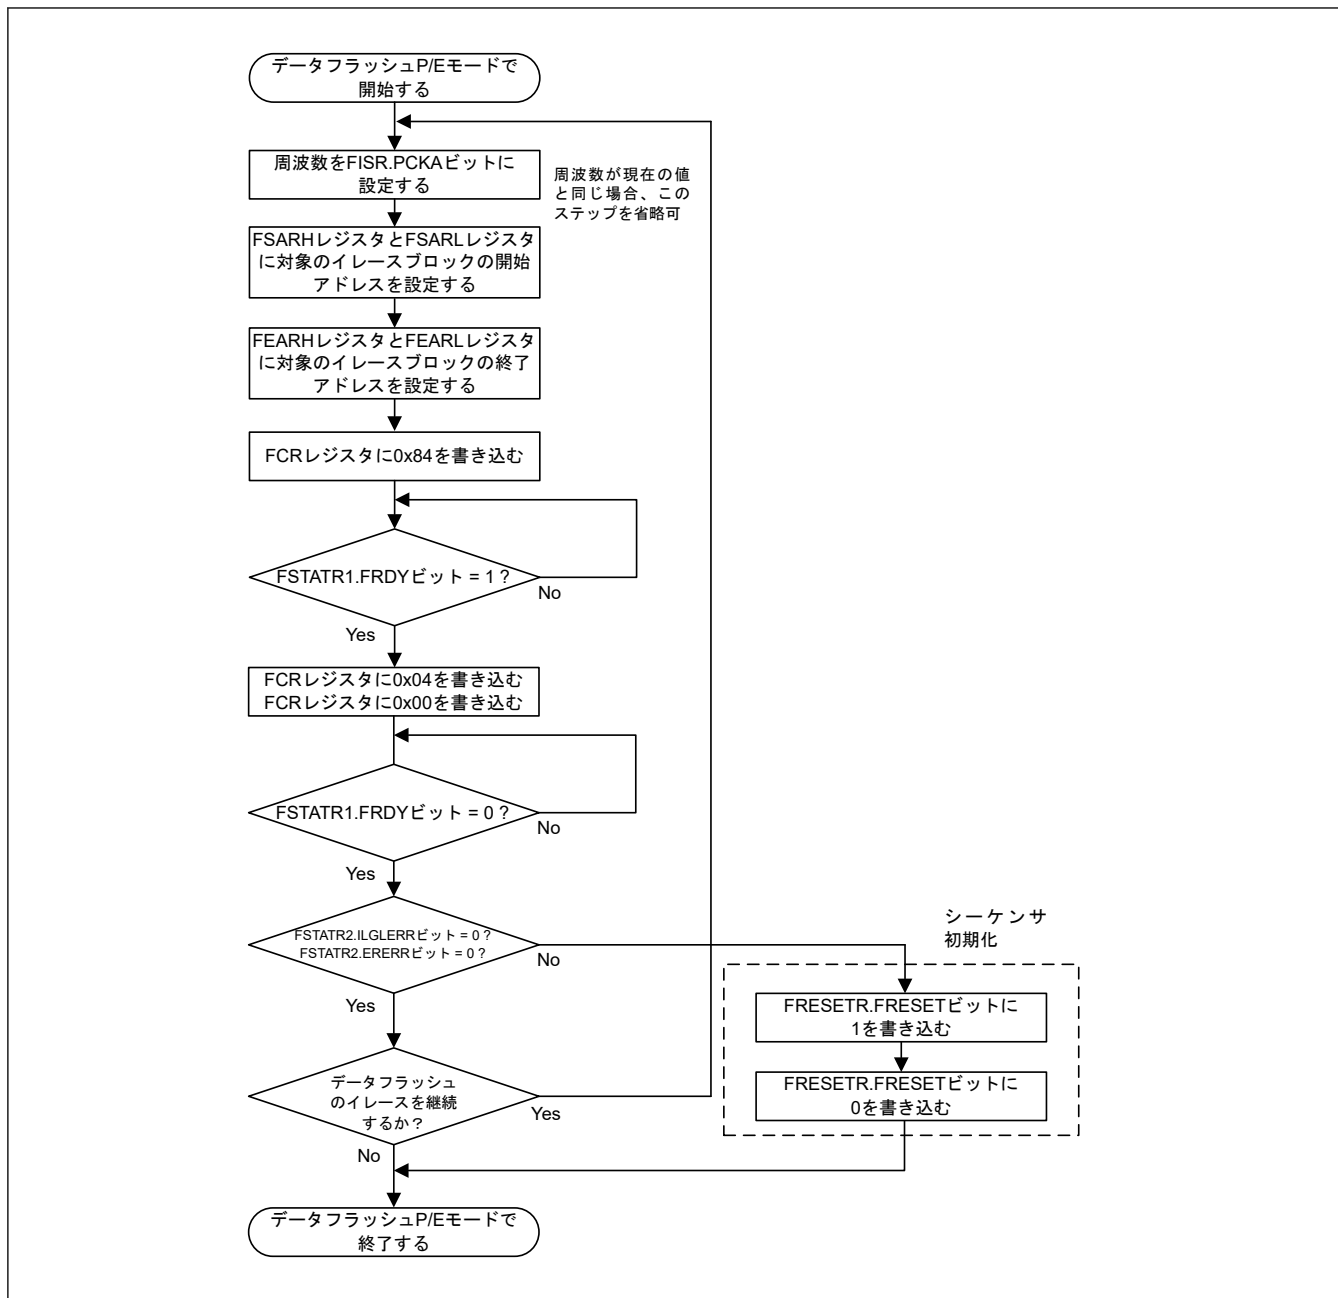 データフラッシュP/Eモードで
開始する
周波数をFISR.PCKAビットに
設定する
周波数が現在の値
と同じ場合、この
ステップを省略可
FSARHレジスタとFSARLレジスタ
に対象のイレースブロックの開始
アドレスを設定する
FEARHレジスタとFEARLレジスタ
に対象のイレースブロックの終了
アドレスを設定する
FCRレジスタに0x84を書き込む
FSTATR1.FRDYビット = 1 ?
No
Yes
FCRレジスタに0x04を書き込む
FCRレジスタに0x00を書き込む
FSTATR1.FRDYビット = 0 ?
No
Yes
FSTATR2.ILGLERRビット = 0 ?
FSTATR2.ERERRビット = 0 ?
No
Yes
シーケンサ
初期化
FRESETR.FRESETビットに
1を書き込む
FRESETR.FRESETビットに
0を書き込む
データフラッシュ
のイレースを継続
するか？
Yes
No
データフラッシュP/Eモードで
終了する